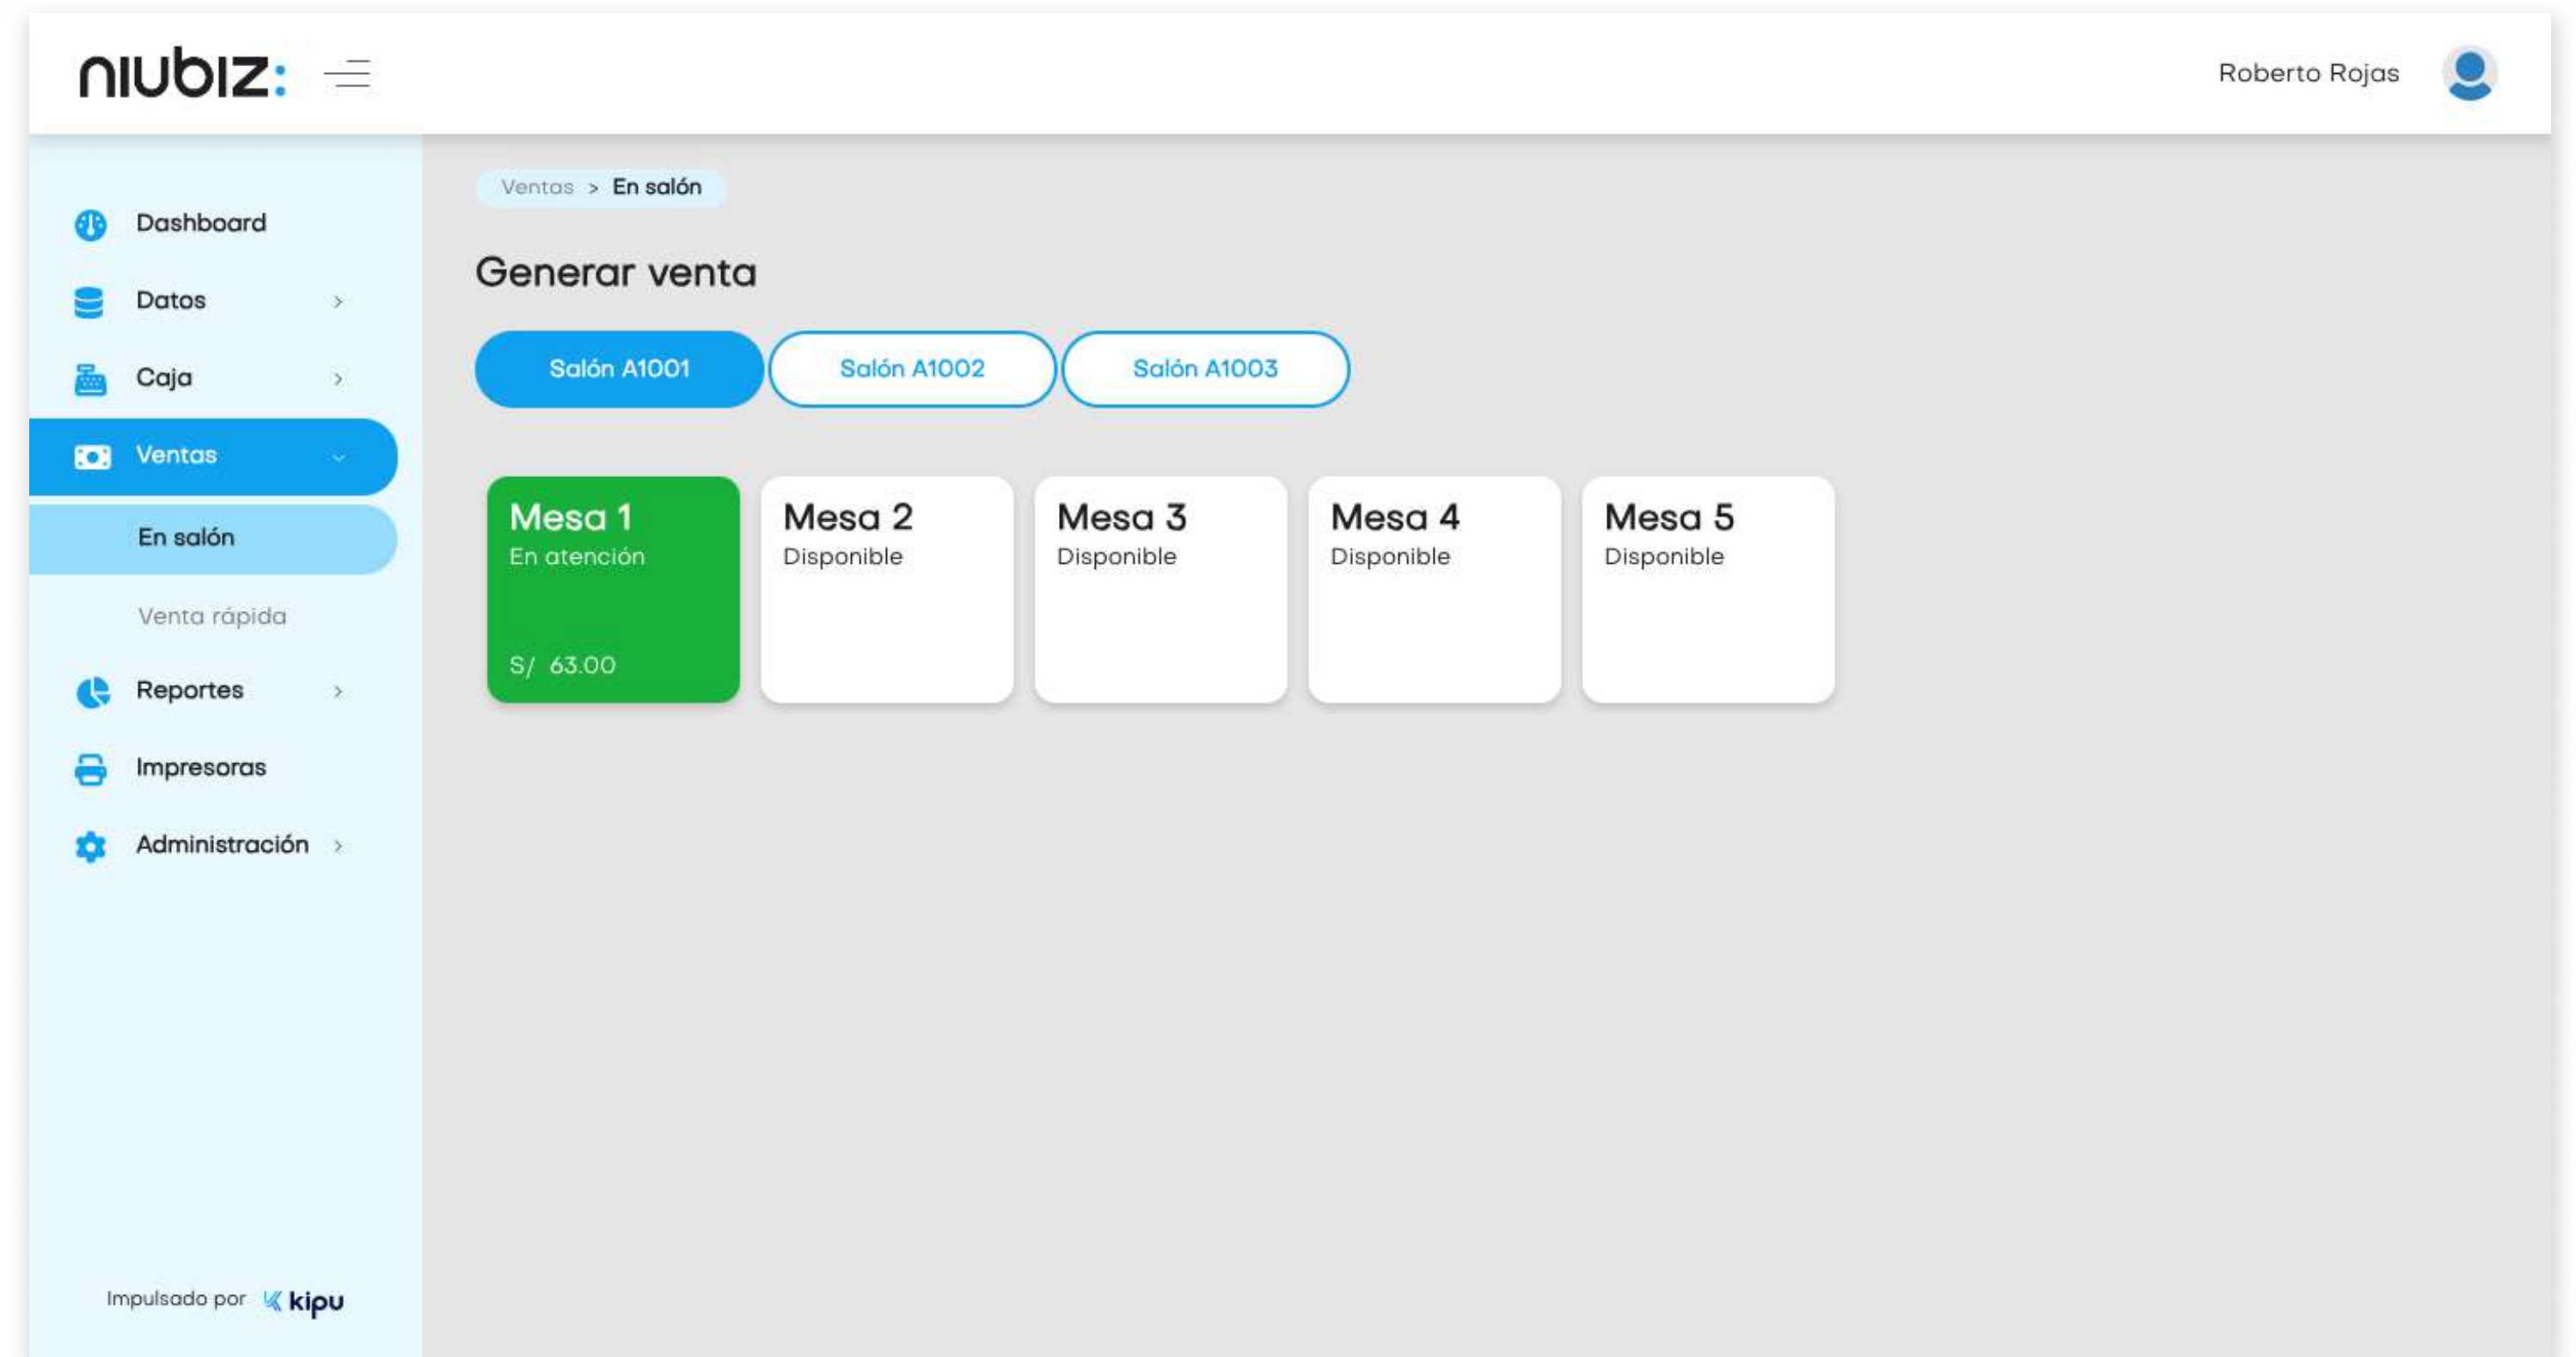 niubiz:
Roberto Rojas
Dashboard
Datos
Caja
Ventas
En salón
Venta rápida
Reportes
Impresoras
Administración
Impulsado por kipu
Ventas > En salón
Generar venta
Salón A1001
Salón A1002
Salón A1003
Mesa 1
En atención
S/ 63.00
Mesa 2
Disponible
Mesa 3
Disponible
Mesa 4
Disponible
Mesa 5
Disponible